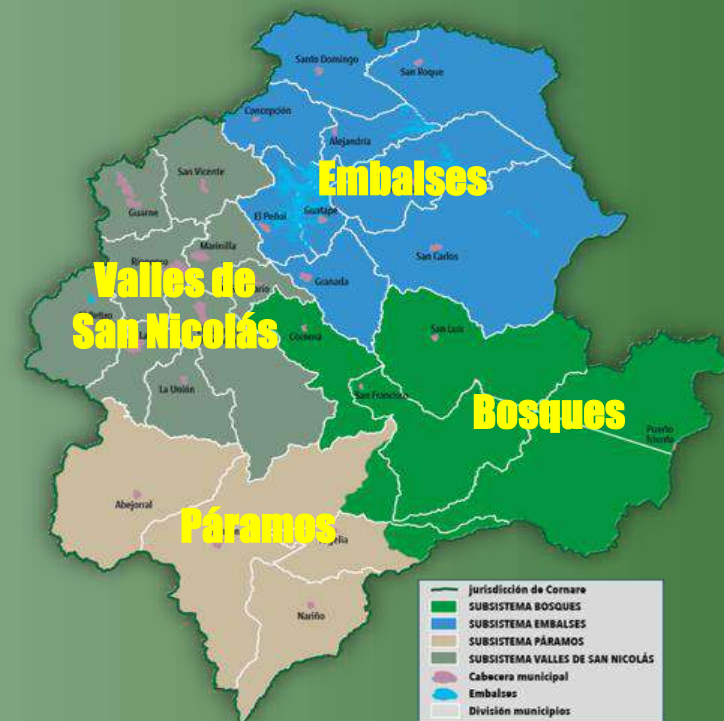 Santo Domingo
San Roque
Concepción
Alejandría
San Vicente
Embalses
Guarne
El Peñol
Guatapé
Marinilla
San Carlos
Valles de
Granada
San Nicolás
Cocorná
San Luis
La Unión
San Francisco
Bosques
Puerto
Triunfo
Abejorral
Páramos
Nariño
Jurisdicción de Cornare
SUBSISTEMA BOSQUES
SUBSISTEMA EMBALSES
SUBSISTEMA PÁRAMOS
SUBSISTEMA VALLES DE SAN NICOLÁS
Cabecera municipal
Embalses
División municipios